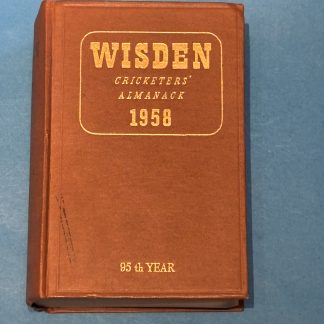 WISDEN
CRICKETERS'
ALMANACK
1958
95 th YEAR